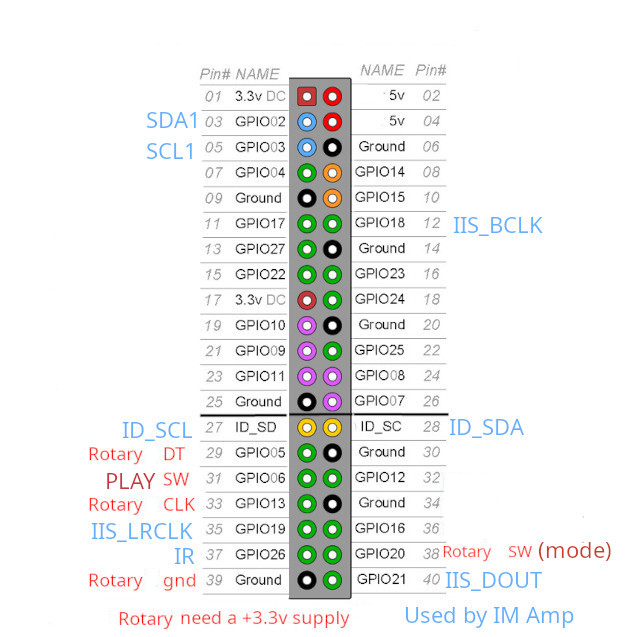 Pin# NAME NAME Pin#
01 3.3v DC 5v 02
SDA1 03 GPIO02 5v 04
SCL1 05 GPIO03 Ground 06
07 GPIO04 GPIO14 08
09 Ground GPIO15 10
11 GPIO17 GPIO18 12 IIS_BCLK
13 GPIO27 Ground 14
15 GPIO22 GPIO23 16
17 3.3v DC GPIO24 18
19 GPIO10 Ground 20
21 GPIO09 GPIO25 22
23 GPIO11 GPIO08 24
25 Ground GPIO07 26
ID_SCL 27 ID_SD ID_SC 28 ID_SDA
Rotary DT 29 GPIO05 Ground 30
PLAY SW 31 GPIO06 GPIO12 32
Rotary CLK 33 GPIO13 Ground 34
IIS_LRCLK 35 GPIO19 GPIO16 36
IR 37 GPIO26 GPIO20 38 Rotary SW (mode)
Rotary gnd 39 Ground GPIO21 40 IIS_DOUT
Rotary need a +3.3v supply Used by IM Amp